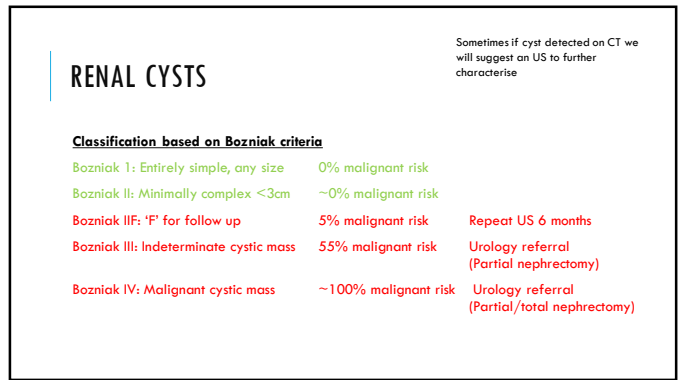 Sometimes if cyst detected on CT we
will suggest an US to further
characterise
RENAL CYSTS
Classification based on Bozniak criteria
Bozniak 1: Entirely simple, any size 0% malignant risk
Bozniak II: Minimally complex <3cm ~0% malignant risk
Bozniak IIF: ‘F’ for follow up 5% malignant risk Repeat US 6 months
Bozniak III: Indeterminate cystic mass 55% malignant risk Urology referral
(Partial nephrectomy)
Bozniak IV: Malignant cystic mass ~100% malignant risk Urology referral
(Partial/total nephrectomy)